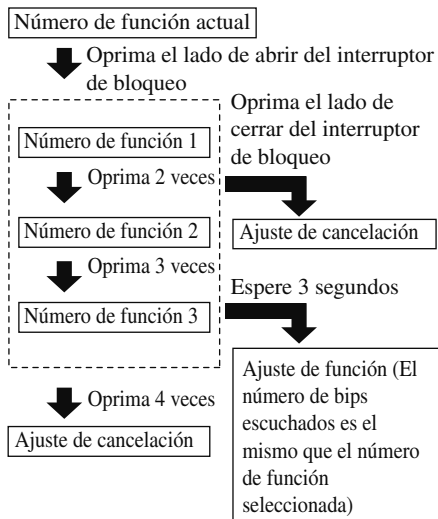 Número de función actual
Oprima el lado de abrir del interruptor
de bloqueo
Oprima el lado de
cerrar del interruptor
de bloqueo
Número de función 1
Oprima 2 veces
Número de función 2
Ajuste de cancelación
Oprima 3 veces
Número de función 3
Espere 3 segundos
Ajuste de función (El
número de bips
escuchados es el
mismo que el número
de función
seleccionada)
Oprima 4 veces
Ajuste de cancelación